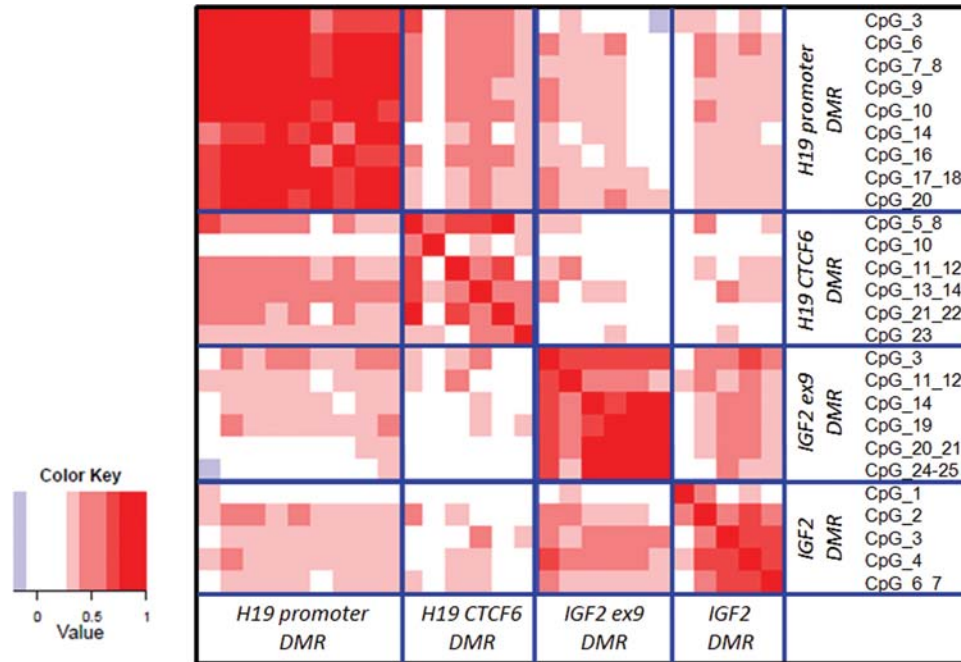 H19 promoter
DMR
CpG_3
CpG_6
CpG_7_8
CpG_9
CpG_10
CpG_14
CpG_16
CpG_17_18
CpG_20
H19 CTCF6
DMR
CpG_5_8
CpG_10
CpG_11_12
CpG_13_14
CpG_21_22
CpG_23
IGF2 ex9
DMR
CpG_3
CpG_11_12
CpG_14
CpG_19
CpG_20_21
CpG_24-25
IGF2
DMR
CpG_1
CpG_2
CpG_3
CpG_4
CpG_6_7
H19 promoter
DMR
H19 CTCF6
DMR
IGF2 ex9
DMR
IGF2
DMR
Color Key
0 0.5 1
Value